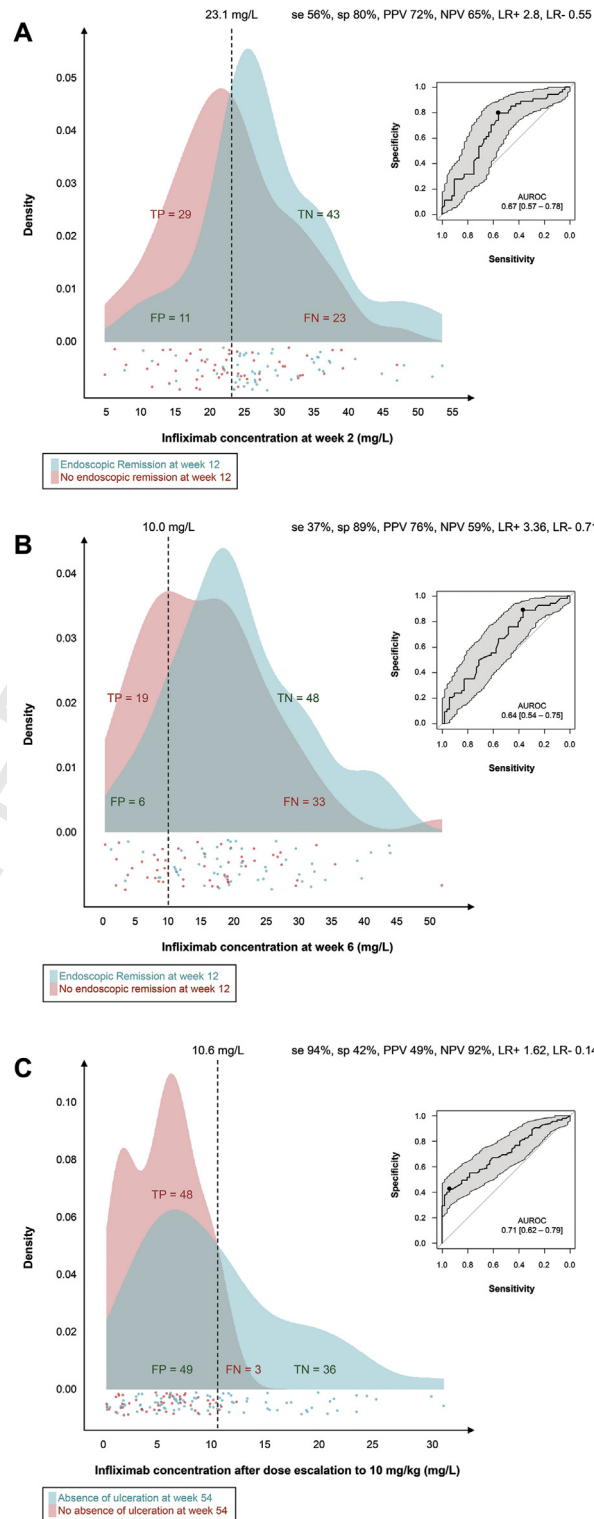 A
23.1 mg/L
se 56%, sp 80%, PPV 72%, NPV 65%, LR+ 2.8, LR- 0.55
0.05
0.04
0.03
0.02
0.01
0.00
Density
TP = 29
TN = 43
FP = 11
FN = 23
1.0
0.8
0.6
0.4
0.2
0.0
Specificity
AUROC
0.67 [0.57 – 0.78]
1.0 0.8 0.6 0.4 0.2 0.0
Sensitivity
5 10 15 20 25 30 35 40 45 50 55
Infliximab concentration at week 2 (mg/L)
Endoscopic Remission at week 12
No endoscopic remission at week 12
B
10.0 mg/L
se 37%, sp 89%, PPV 76%, NPV 59%, LR+ 3.36, LR- 0.71
0.04
0.03
0.02
0.01
0.00
Density
TP = 19
TN = 48
FP = 6
FN = 33
1.0
0.8
0.6
0.4
0.2
0.0
Specificity
AUROC
0.64 [0.54 – 0.75]
1.0 0.8 0.6 0.4 0.2 0.0
Sensitivity
0 5 10 15 20 25 30 35 40 45 50
Infliximab concentration at week 6 (mg/L)
Endoscopic Remission at week 12
No endoscopic remission at week 12
C
10.6 mg/L
se 94%, sp 42%, PPV 49%, NPV 92%, LR+ 1.62, LR- 0.14
0.10
0.08
0.06
0.04
0.02
0.00
Density
TP = 48
FP = 49
FN = 3
TN = 36
1.0
0.8
0.6
0.4
0.2
0.0
Specificity
AUROC
0.71 [0.62 – 0.79]
1.0 0.8 0.6 0.4 0.2 0.0
Sensitivity
0 5 10 15 20 25 30
Infliximab concentration after dose escalation to 10 mg/kg (mg/L)
Absence of ulceration at week 54
No absence of ulceration at week 54